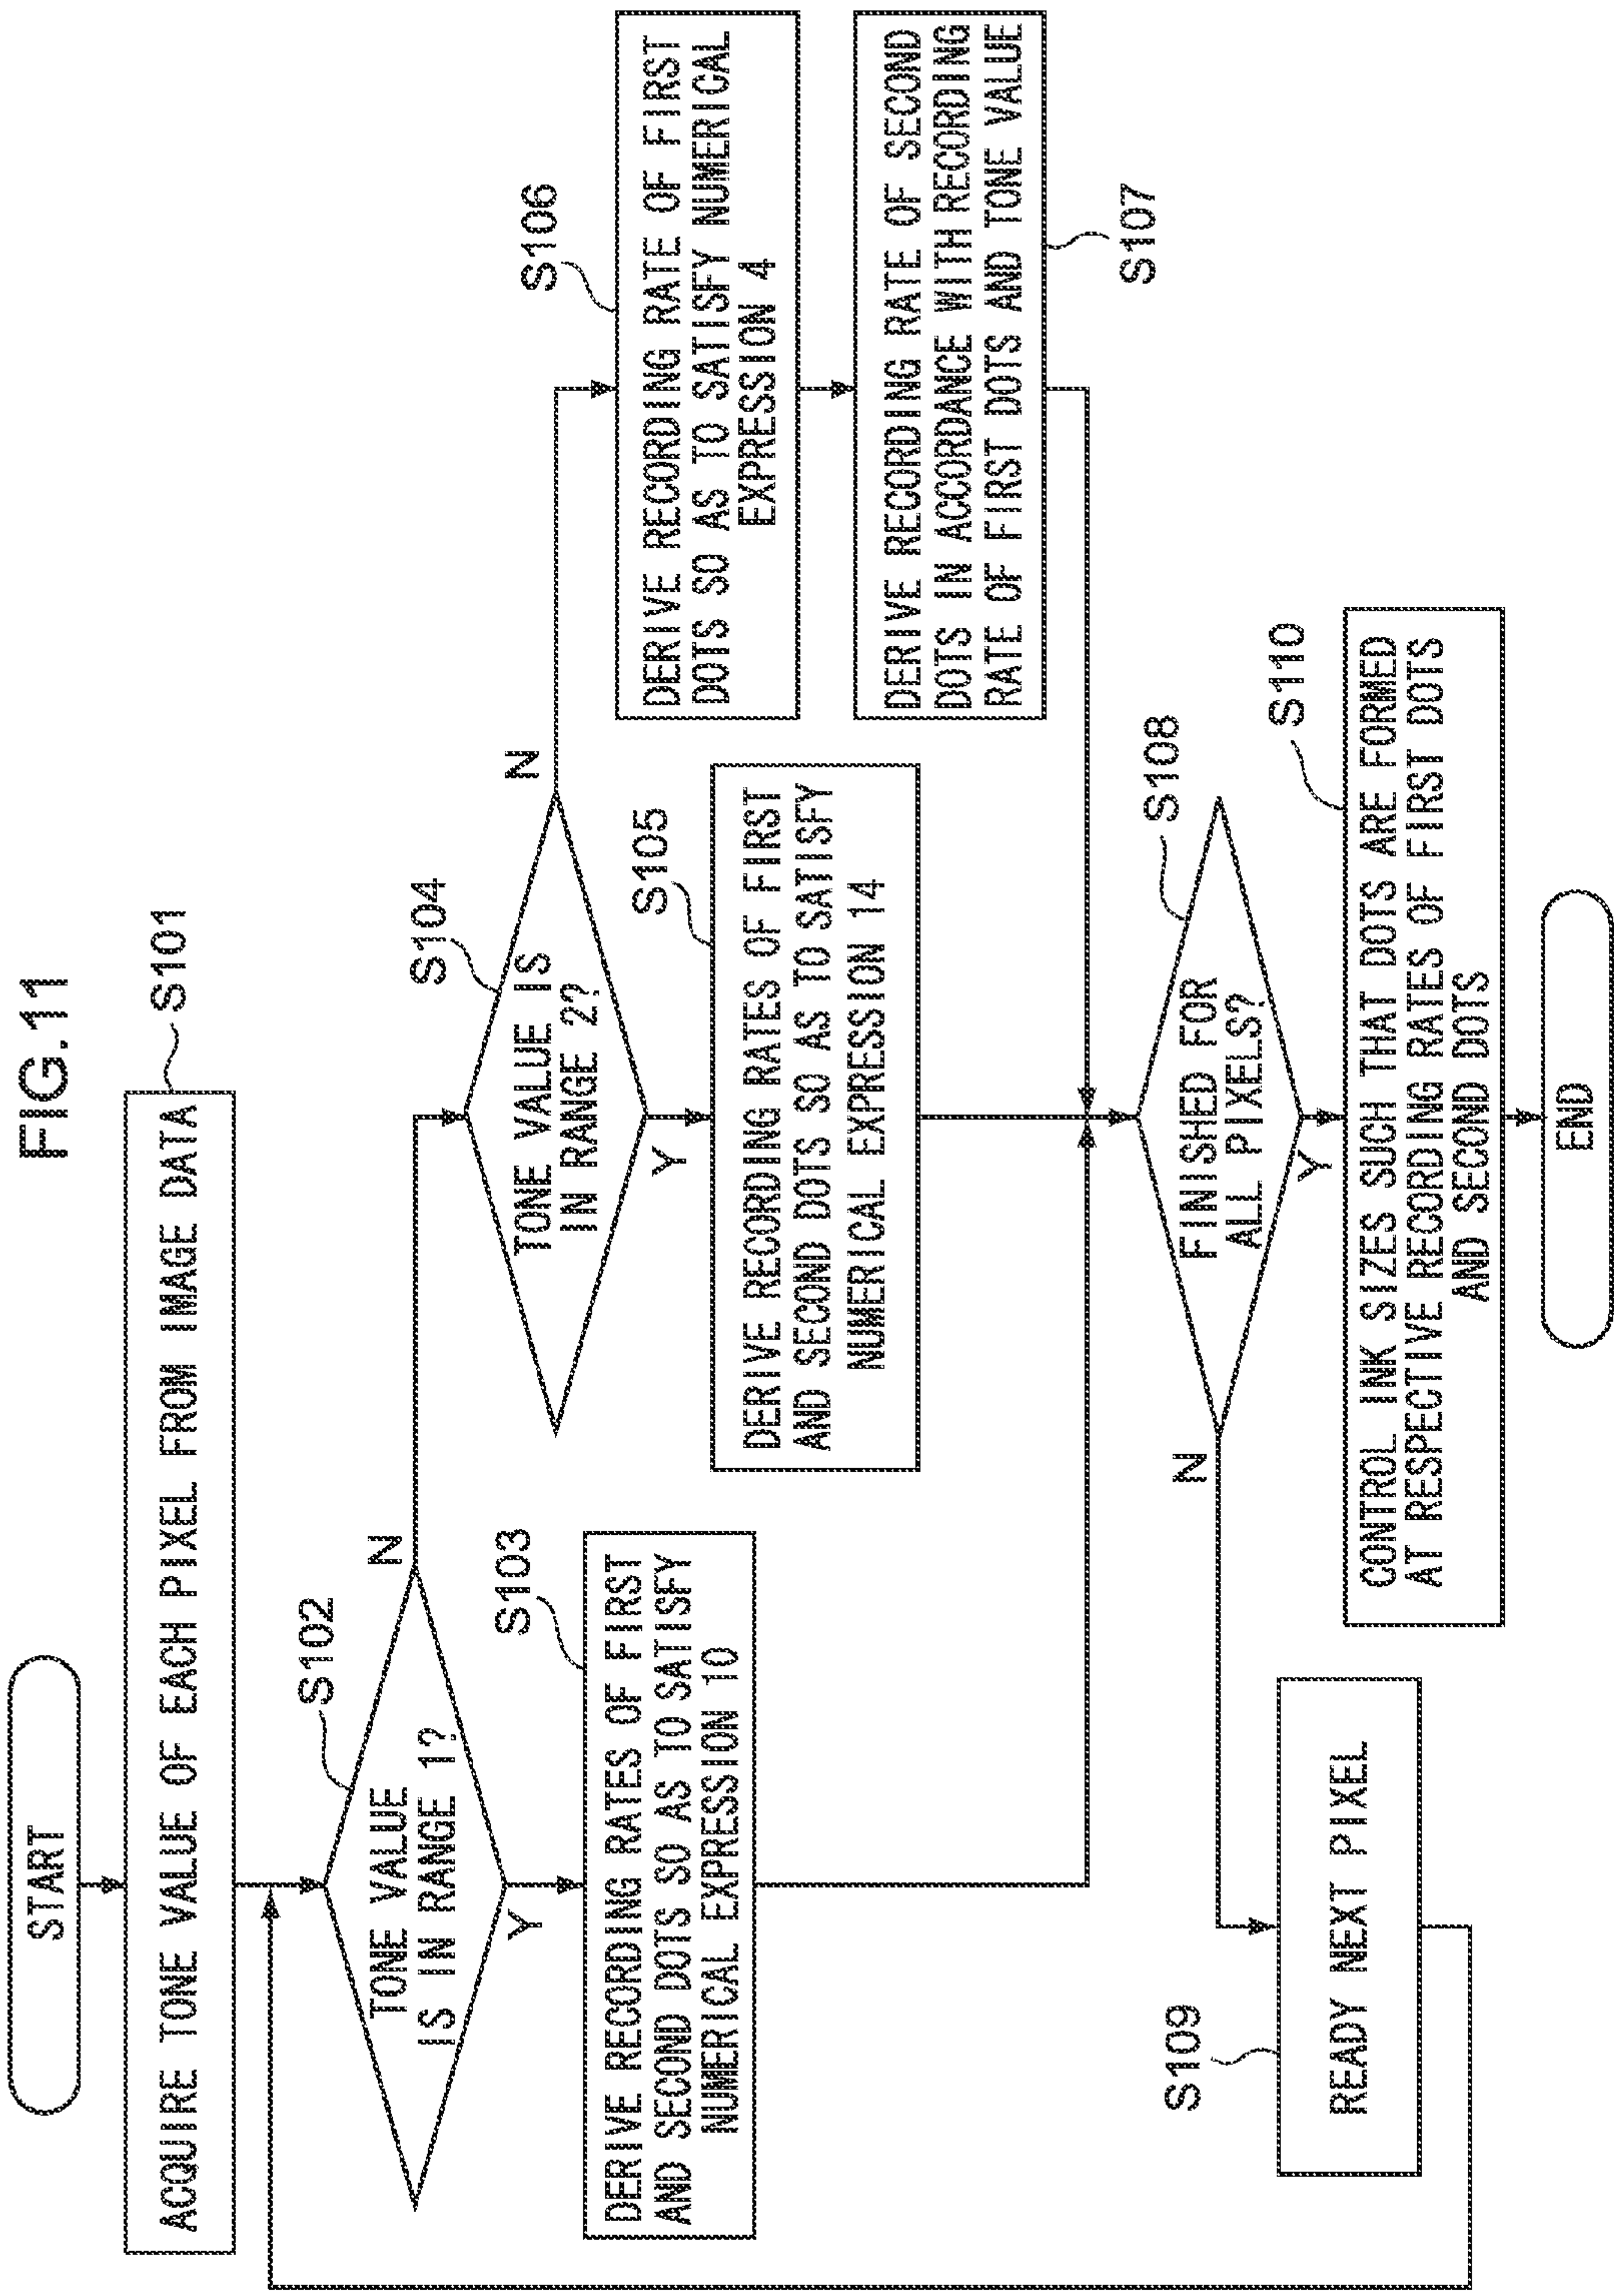 FIG.11
START
ACQUIRE TONE VALUE OF EACH PIXEL FROM IMAGE DATA
S101
TONE VALUE
IS IN RANGE 1?
S102
N
Y
DERIVE RECORDING RATES OF FIRST
AND SECOND DOTS SO AS TO SATISFY
NUMERICAL EXPRESSION 10
S103
TONE VALUE IS
IN RANGE 2?
S104
N
Y
DERIVE RECORDING RATES OF FIRST
AND SECOND DOTS SO AS TO SATISFY
NUMERICAL EXPRESSION 14
S105
DERIVE RECORDING RATE OF FIRST
DOTS SO AS TO SATISFY NUMERICAL
EXPRESSION 4
S106
DERIVE RECORDING RATE OF SECOND
DOTS IN ACCORDANCE WITH RECORDING
RATE OF FIRST DOTS AND TONE VALUE
S107
FINISHED FOR
ALL PIXELS?
S108
N
Y
READY NEXT PIXEL
S109
CONTROL INK SIZES SUCH THAT DOTS ARE FORMED
AT RESPECTIVE RECORDING RATES OF FIRST DOTS
AND SECOND DOTS
S110
END